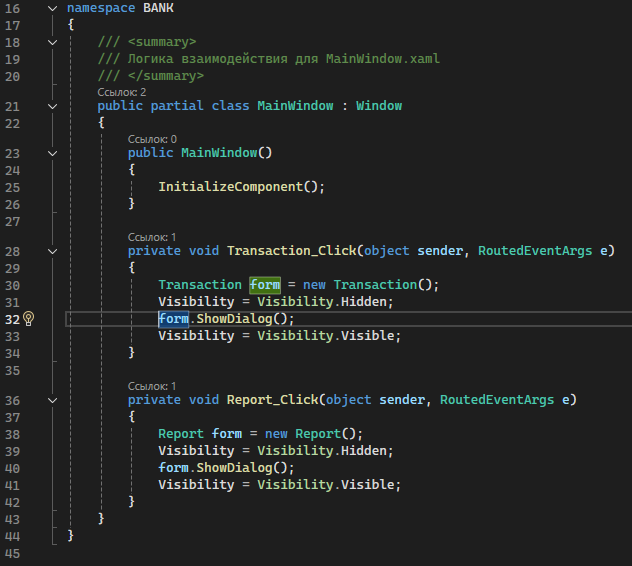 16 namespace BANK
17 {
18 /// <summary>
19 /// Логика взаимодействия для MainWindow.xaml
20 /// </summary>
Ссылок: 2
21 public partial class MainWindow : Window
22 {
Ссылок: 0
23 public MainWindow()
24 {
25 InitializeComponent();
26 }
27
Ссылок: 1
28 private void Transaction_Click(object sender, RoutedEventArgs e)
29 {
30 Transaction form = new Transaction();
31 Visibility = Visibility.Hidden;
32 form.ShowDialog();
33 Visibility = Visibility.Visible;
34 }
35
Ссылок: 1
36 private void Report_Click(object sender, RoutedEventArgs e)
37 {
38 Report form = new Report();
39 Visibility = Visibility.Hidden;
40 form.ShowDialog();
41 Visibility = Visibility.Visible;
42 }
43 }
44 }
45